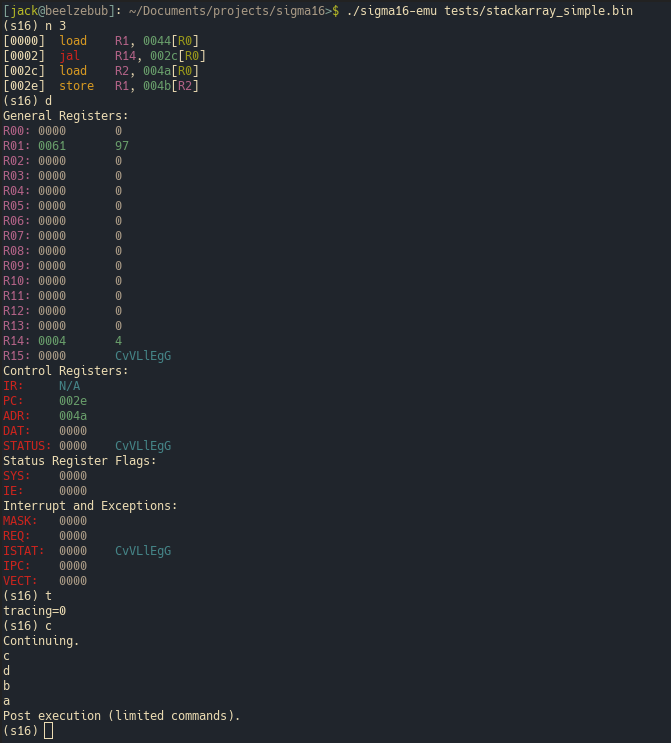 [jack@beelzebub]: ~/Documents/projects/sigma16>$ ./sigma16-emu tests/stackarray_simple.bin
(s16) n 3
[0000]  load    R1, 0044[R0]
[0002]  jal     R14, 002c[R0]
[002c]  load    R2, 004a[R0]
[002e]  store   R1, 004b[R2]
(s16) d
General Registers:
R00: 0000       0
R01: 0061       97
R02: 0000       0
R03: 0000       0
R04: 0000       0
R05: 0000       0
R06: 0000       0
R07: 0000       0
R08: 0000       0
R09: 0000       0
R10: 0000       0
R11: 0000       0
R12: 0000       0
R13: 0000       0
R14: 0004       4
R15: 0000       CvVLlEgG
Control Registers:
IR:     N/A
PC:     002e
ADR:    004a
DAT:    0000
STATUS: 0000    CvVLlEgG
Status Register Flags:
SYS:    0000
IE:     0000
Interrupt and Exceptions:
MASK:   0000
REQ:    0000
ISTAT:  0000    CvVLlEgG
IPC:    0000
VECT:   0000
(s16) t
tracing=0
(s16) c
Continuing.
c
d
b
a
Post execution (limited commands).
(s16)